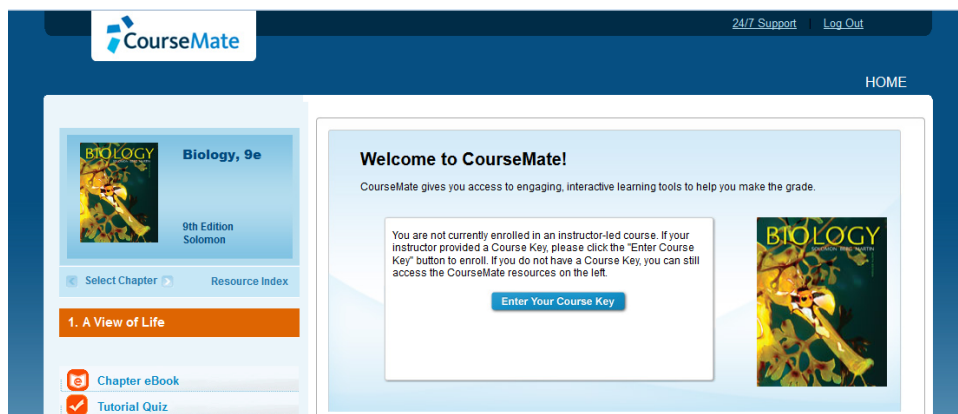 CourseMate
24/7 Support
Log Out
HOME
BIOLOGY
Biology, 9e
9th Edition
Solomon
Select Chapter
Resource Index
1. A View of Life
Chapter eBook
Tutorial Quiz
Welcome to CourseMate!
CourseMate gives you access to engaging, interactive learning tools to help you make the grade.
You are not currently enrolled in an instructor-led course. If your
instructor provided a Course Key, please click the "Enter Course
Key" button to enroll. If you do not have a Course Key, you can still
access the CourseMate resources on the left.
Enter Your Course Key
BIOLOGY
SOLOMON BERG MARTIN